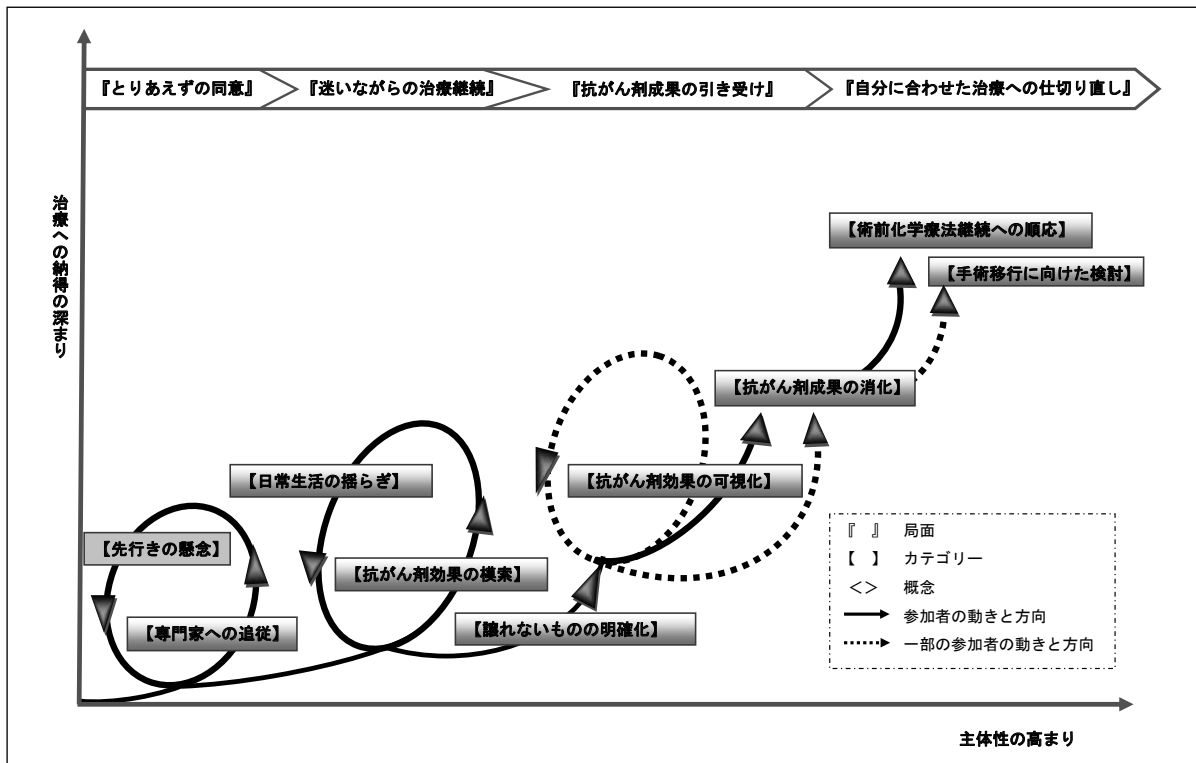 『とりあえずの同意』
『迷いながらの治療継続』
『抗がん剤成果の引き受け』
『自分に合わせた治療への仕切り直し』
治療への納得の深まり
【術前化学療法継続への順応】
【手術移行に向けた検討】
【抗がん剤成果の消化】
【日常生活の揺らぎ】
【抗がん剤効果の可視化】
【先行きの懸念】
【抗がん剤効果の模索】
【専門家への追従】
【譲れないものの明確化】
『　』　局面
【　】　カテゴリー
<>　概念
参加者の動きと方向
一部の参加者の動きと方向
主体性の高まり